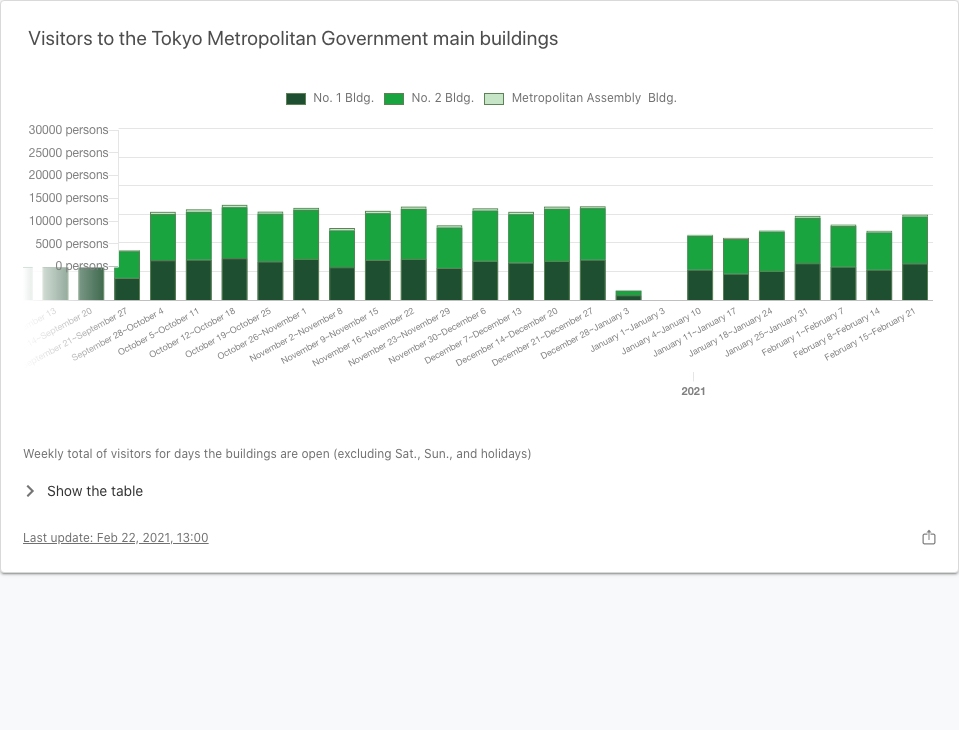 Visitors to the Tokyo Metropolitan Government main buildings
No. 1 Bldg. No. 2 Bldg. Metropolitan Assembly Bldg.
30000 persons
25000 persons
20000 persons
15000 persons
10000 persons
5000 persons
0 persons
13
September 20
September 21~September 27
September 28~October 4
October 5~October 11
October 12~October 18
October 19~October 25
October 26~November 1
November 2~November 8
November 9~November 15
November 16~November 22
November 23~November 29
November 30~December 6
December 7~December 13
December 14~December 20
December 21~December 27
December 28~January 3
January 1~January 3
January 4~January 10
January 11~January 17
January 18~January 24
January 25~January 31
February 1~February 7
February 8~February 14
February 15~February 21
2021
Weekly total of visitors for days the buildings are open (excluding Sat., Sun., and holidays)
Show the table
Last update: Feb 22, 2021, 13:00